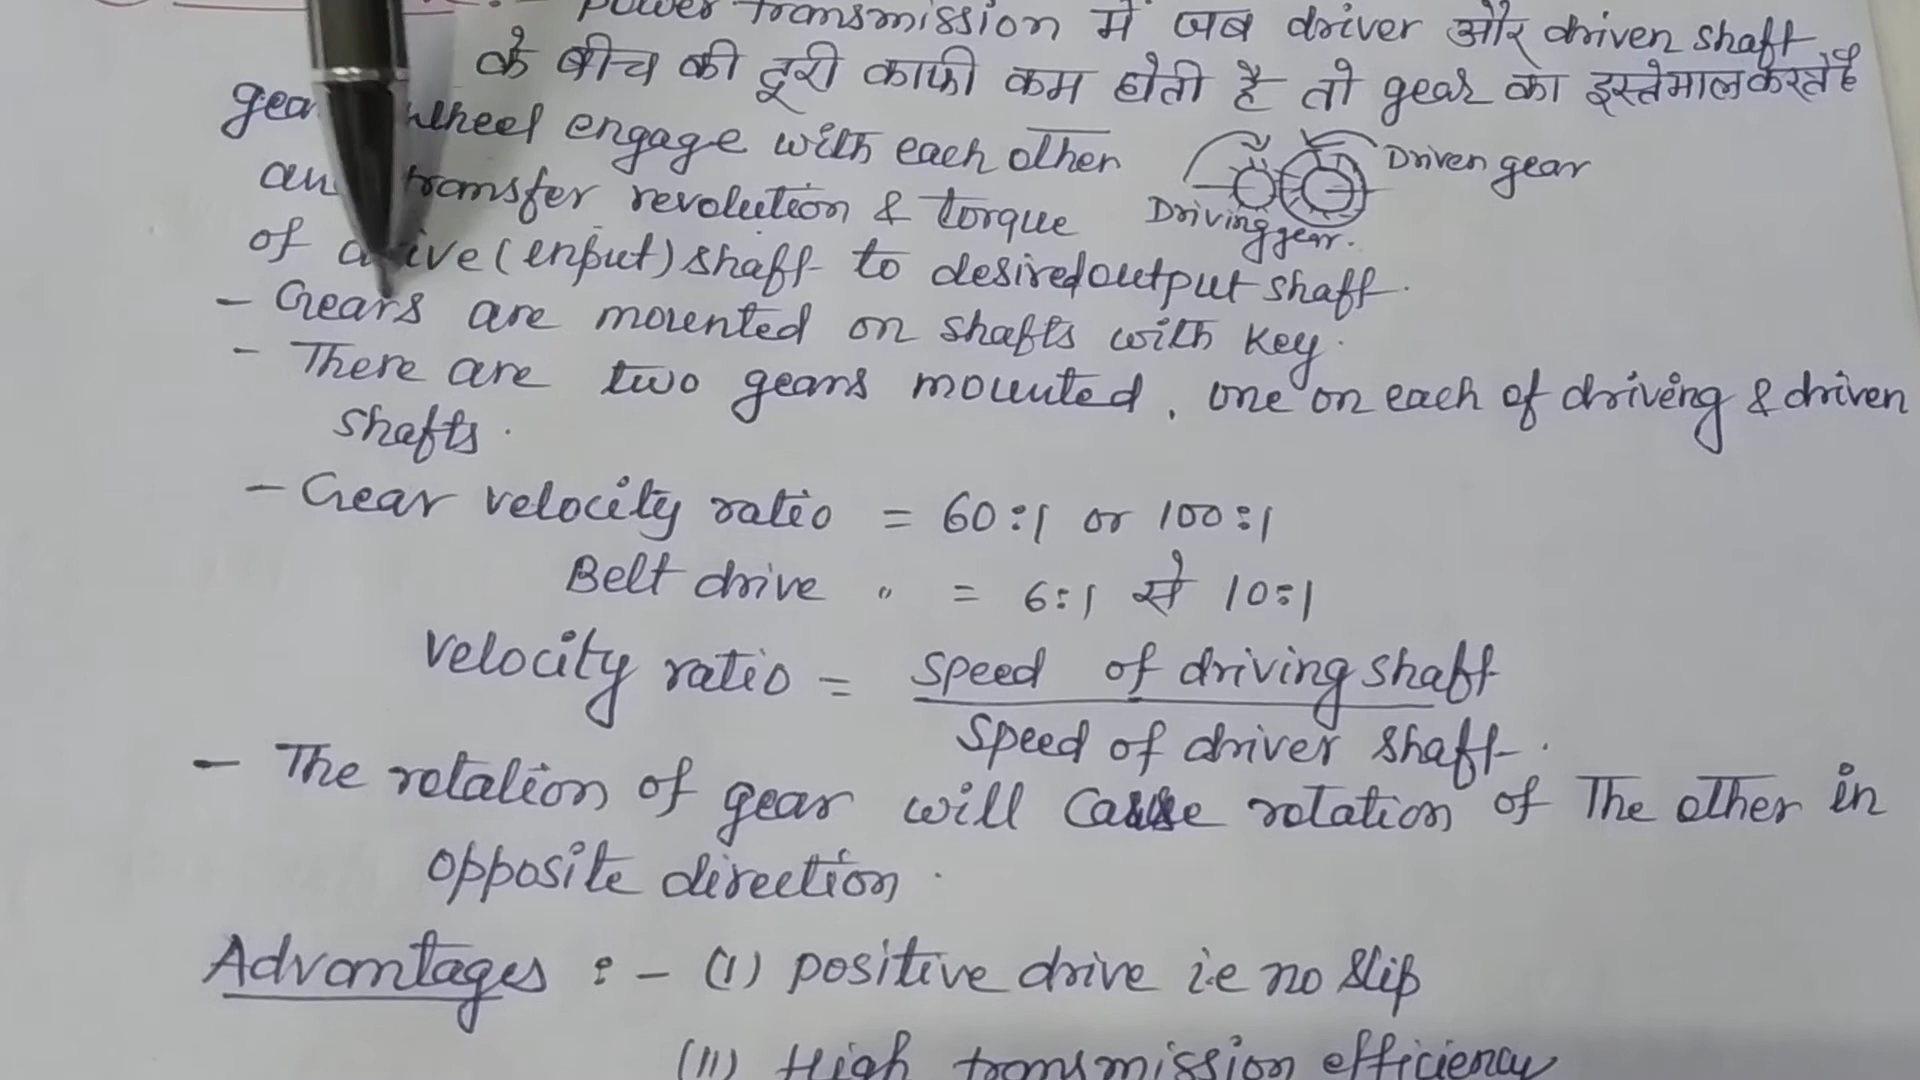 Power transmission में जब driver और driven shaft
के बीच की दूरी काफी कम होती है तो gear का इस्तेमाल करते है
gear wheel engage with each other
and transfer revolution & torque
Driven gear
Driving gear.
of drive (enput) shaft to desired output shaft.
- Gears are mounted on shafts with key.
- There are two gears mounted, one on each of driving & driven
shafts.
- Gear velocity ratio = 60:1 or 100:1
Belt drive " = 6:1 से 10:1
Velocity ratio = speed of driving shaft
Speed of driver shaft.
- The rotation of gear will cause rotation of the other in
opposite direction.
Advantages :- (I) positive drive i.e no slip
(II) High transmission efficiency